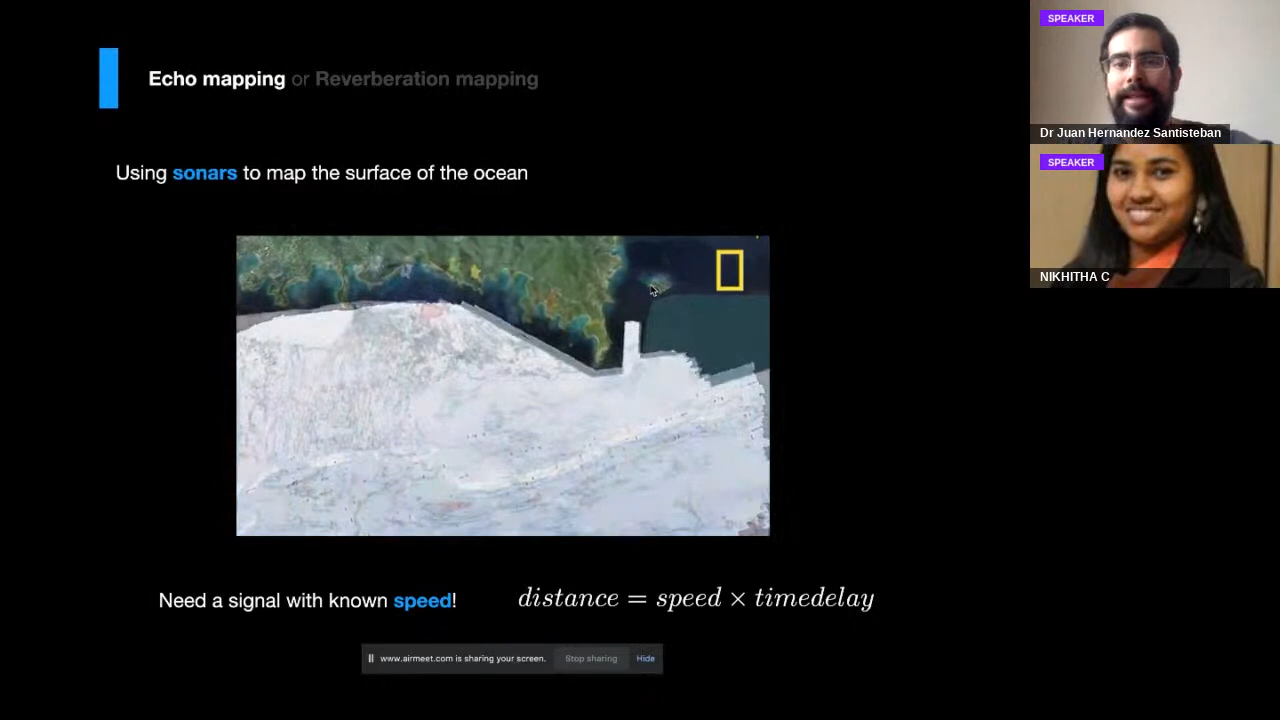 Echo mapping or Reverberation mapping
Using sonars to map the surface of the ocean
Need a signal with known speed!
distance = speed × timedelay
www.airmeet.com is sharing your screen. Stop sharing Hide
SPEAKER
Dr Juan Hernandez Santisteban
SPEAKER
NIKHITHA C